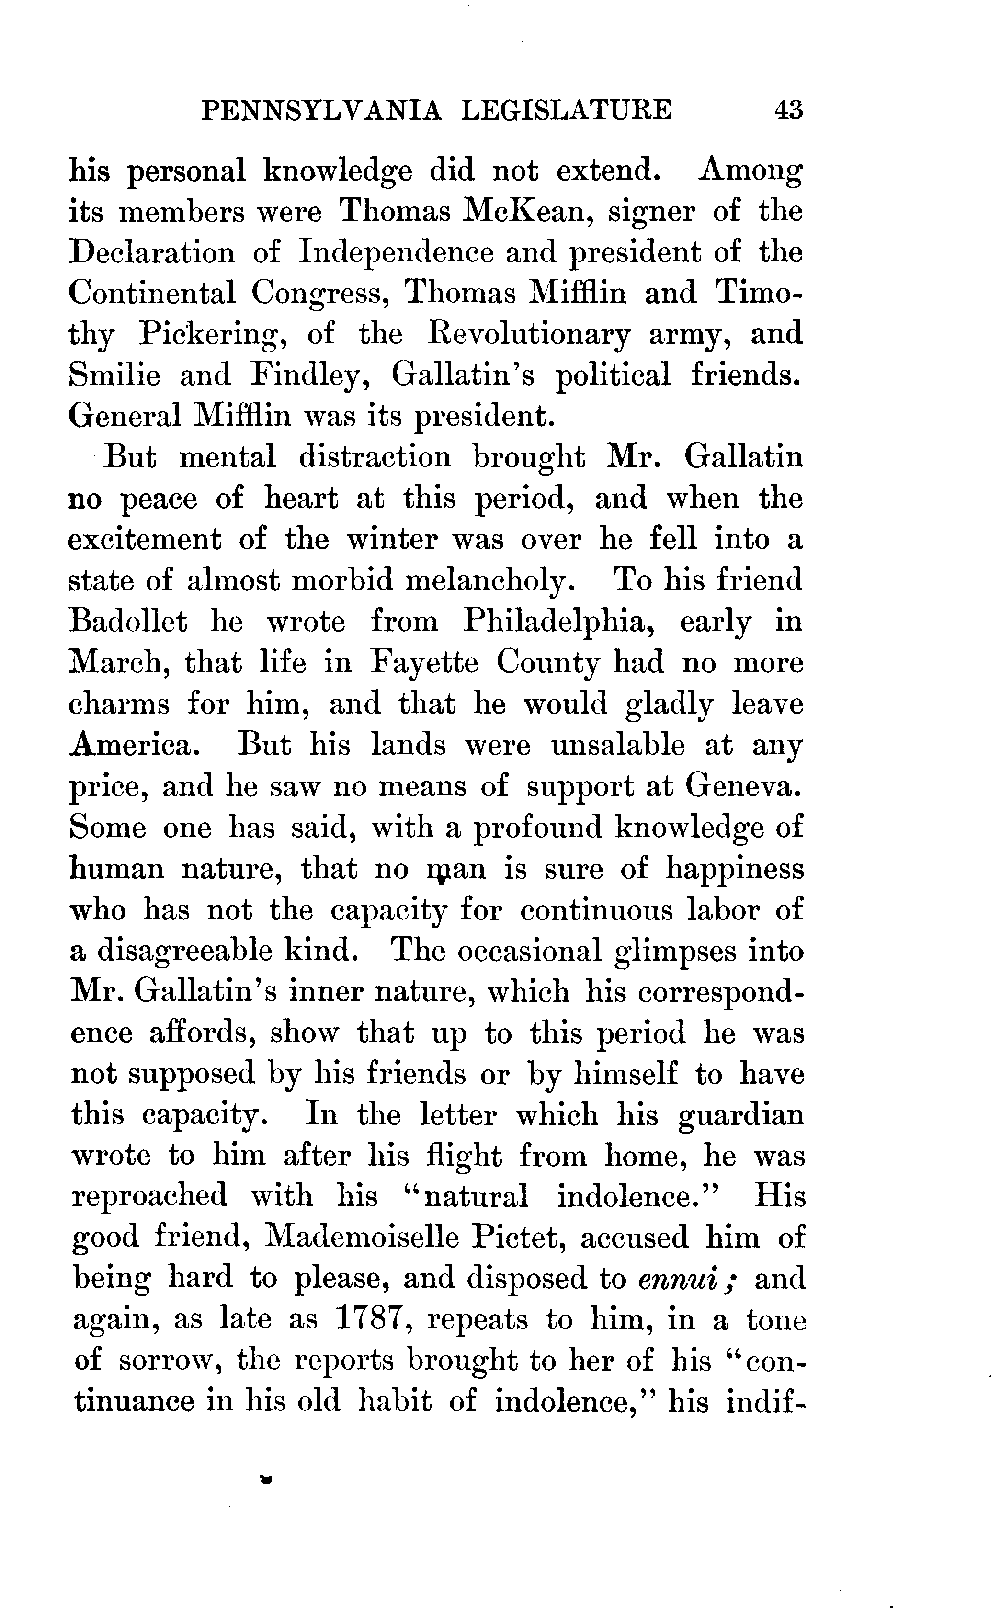 PENNSYLVANIA LEGISLATURE 43
his personal knowledge did not extend. Among
its members were Thomas McKean, signer of the
Declaration of Independence and president of the
Continental Congress, Thomas Mifflin and Timo-
thy Pickering, of the Revolutionary army, and
Smilie and Findley, Gallatin's political friends.
General Mifflin was its president.
But mental distraction brought Mr. Gallatin
no peace of heart at this period, and when the
excitement of the winter was over he fell into a
state of almost morbid melancholy. To his friend
Badollet he wrote from Philadelphia, early in
March, that life in Fayette County had no more
charms for him, and that he would gladly leave
America. But his lands were unsalable at any
price, and he saw no means of support at Geneva.
Some one has said, with a profound knowledge of
human nature, that no man is sure of happiness
who has not the capacity for continuous labor of
a disagreeable kind. The occasional glimpses into
Mr. Gallatin's inner nature, which his correspond-
ence affords, show that up to this period he was
not supposed by his friends or by himself to have
this capacity. In the letter which his guardian
wrote to him after his flight from home, he was
reproached with his "natural indolence." His
good friend, Mademoiselle Pictet, accused him of
being hard to please, and disposed to ennui; and
again, as late as 1787, repeats to him, in a tone
of sorrow, the reports brought to her of his "con-
tinuance in his old habit of indolence," his indif-